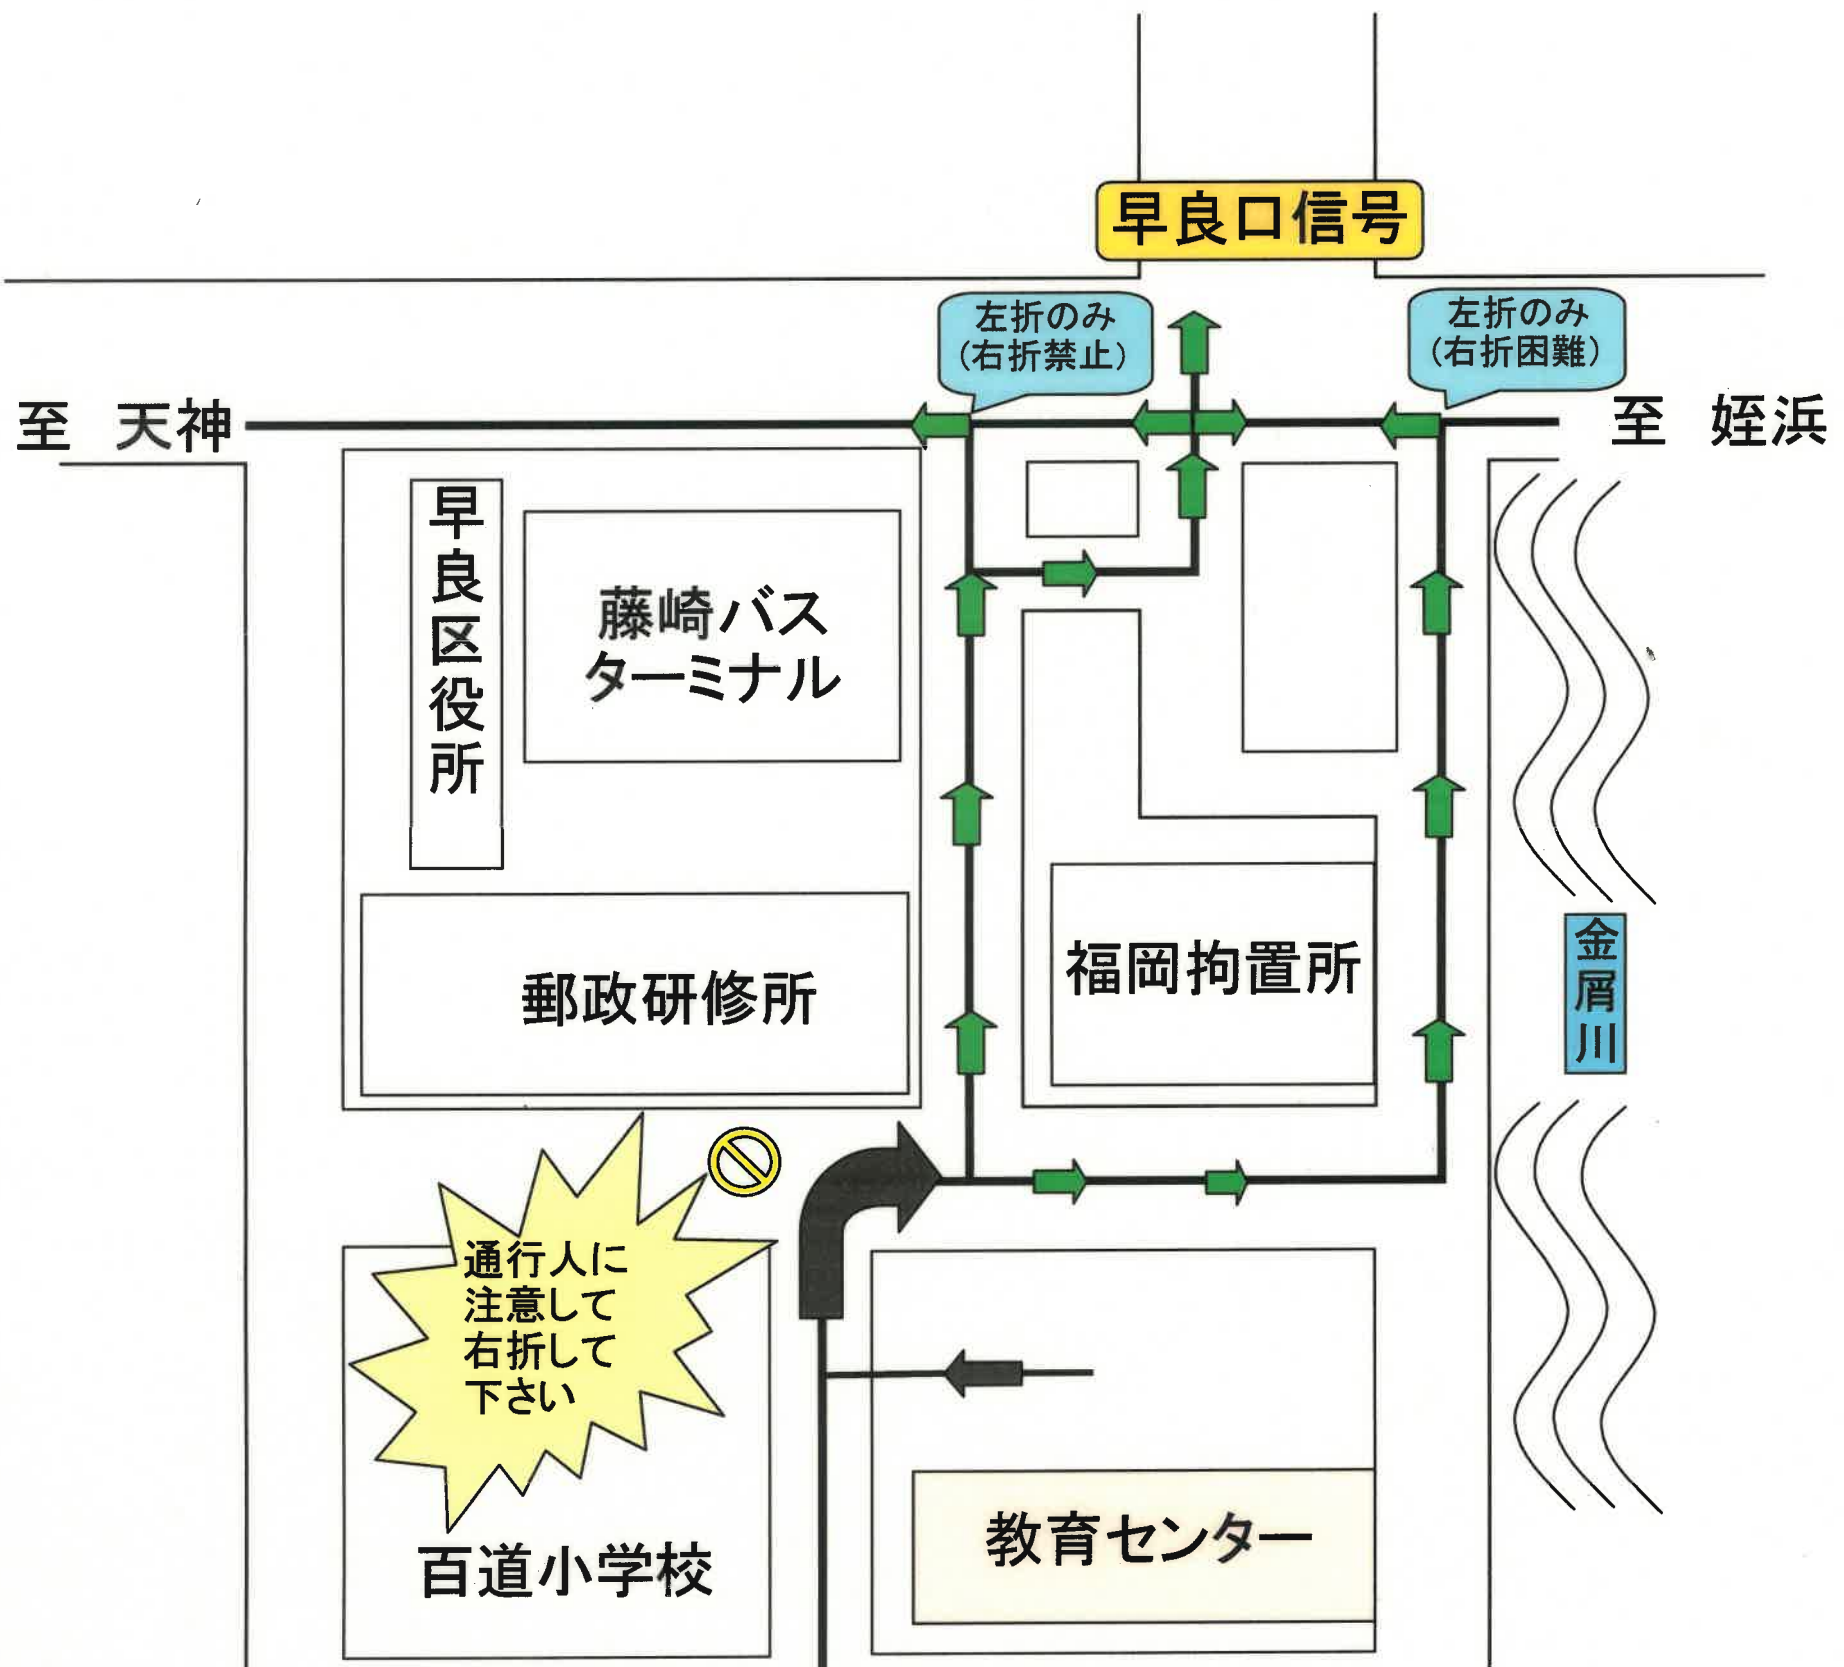 早良口信号
左折のみ
(右折禁止)
左折のみ
(右折困難)
至 天神
至 姪浜
早良区役所
藤崎バス
ターミナル
郵政研修所
福岡拘置所
金屑川
通行人に
注意して
右折して
下さい
百道小学校
教育センター